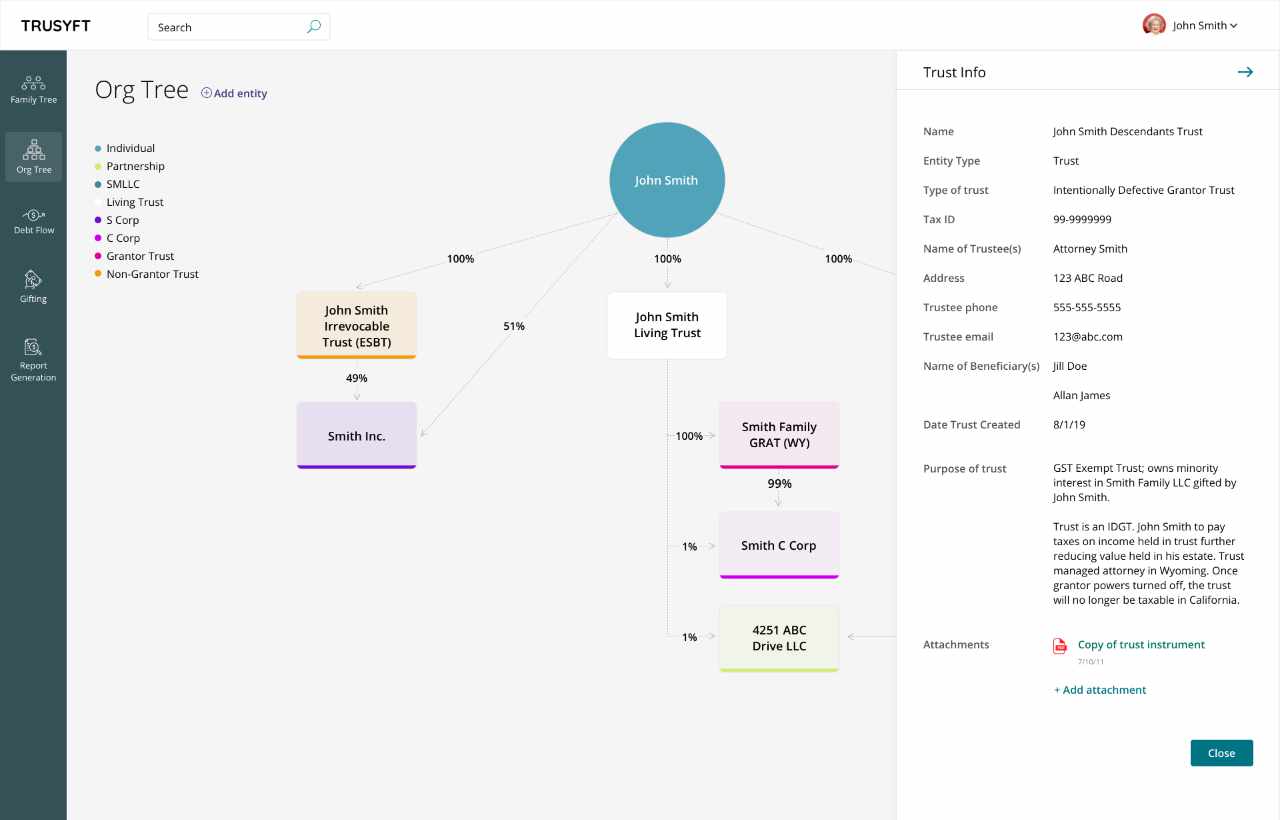 TRUSYFT
Search
John Smith
Family Tree
Org Tree
Debt Flow
Gifting
Report
Generation
Org Tree
Add entity
Individual
Partnership
SMLLC
Living Trust
S Corp
C Corp
Grantor Trust
Non-Grantor Trust
John Smith
100%
100%
100%
51%
John Smith
Irrevocable
Trust (ESBT)
John Smith
Living Trust
49%
Smith Inc.
100%
Smith Family
GRAT (WY)
99%
1%
Smith C Corp
1%
4251 ABC
Drive LLC
Trust Info
Name John Smith Descendants Trust
Entity Type Trust
Type of trust Intentionally Defective Grantor Trust
Tax ID 99-9999999
Name of Trustee(s) Attorney Smith
Address 123 ABC Road
Trustee phone 555-555-5555
Trustee email 123@abc.com
Name of Beneficiary(s) Jill Doe
Allan James
Date Trust Created 8/1/19
Purpose of trust GST Exempt Trust; owns minority
interest in Smith Family LLC gifted by
John Smith.
Trust is an IDGT. John Smith to pay
taxes on income held in trust further
reducing value held in his estate. Trust
managed attorney in Wyoming. Once
grantor powers turned off, the trust
will no longer be taxable in California.
Attachments Copy of trust instrument
7/10/11
+ Add attachment
Close